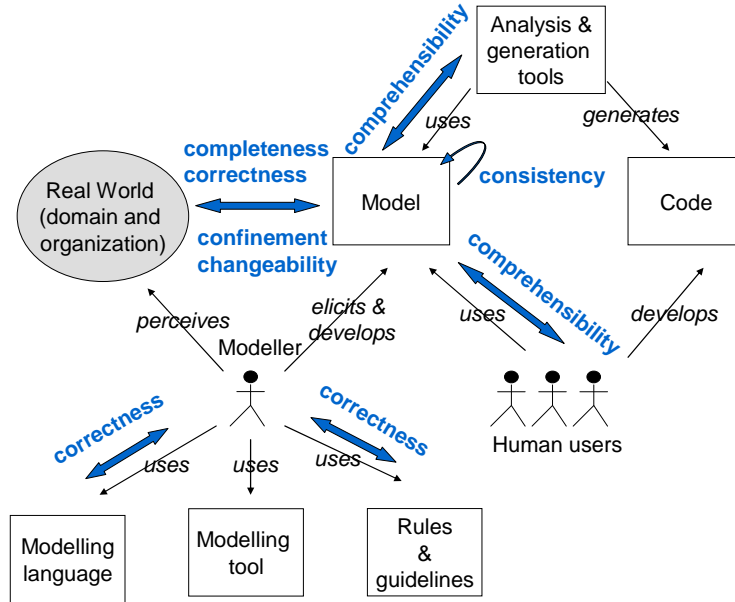 Analysis &
generation
tools
comprehensibility
uses
generates
completeness
correctness
Real World
(domain and
organization)
Model
consistency
Code
confinement
changeability
comprehensibility
perceives
elicits &
develops
uses
develops
Modeller
correctness
correctness
Human users
uses
uses
uses
Modelling
language
Modelling
tool
Rules
&
guidelines